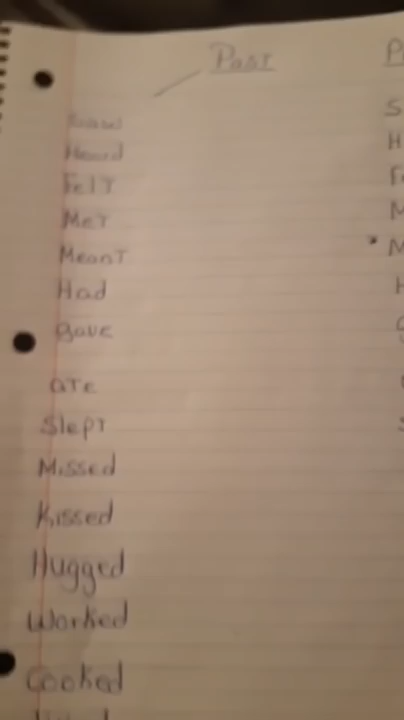 Past
Heard
Felt
Met
Meant
Had
Gave
ate
Slept
Missed
Kissed
Hugged
Worked
Cooked